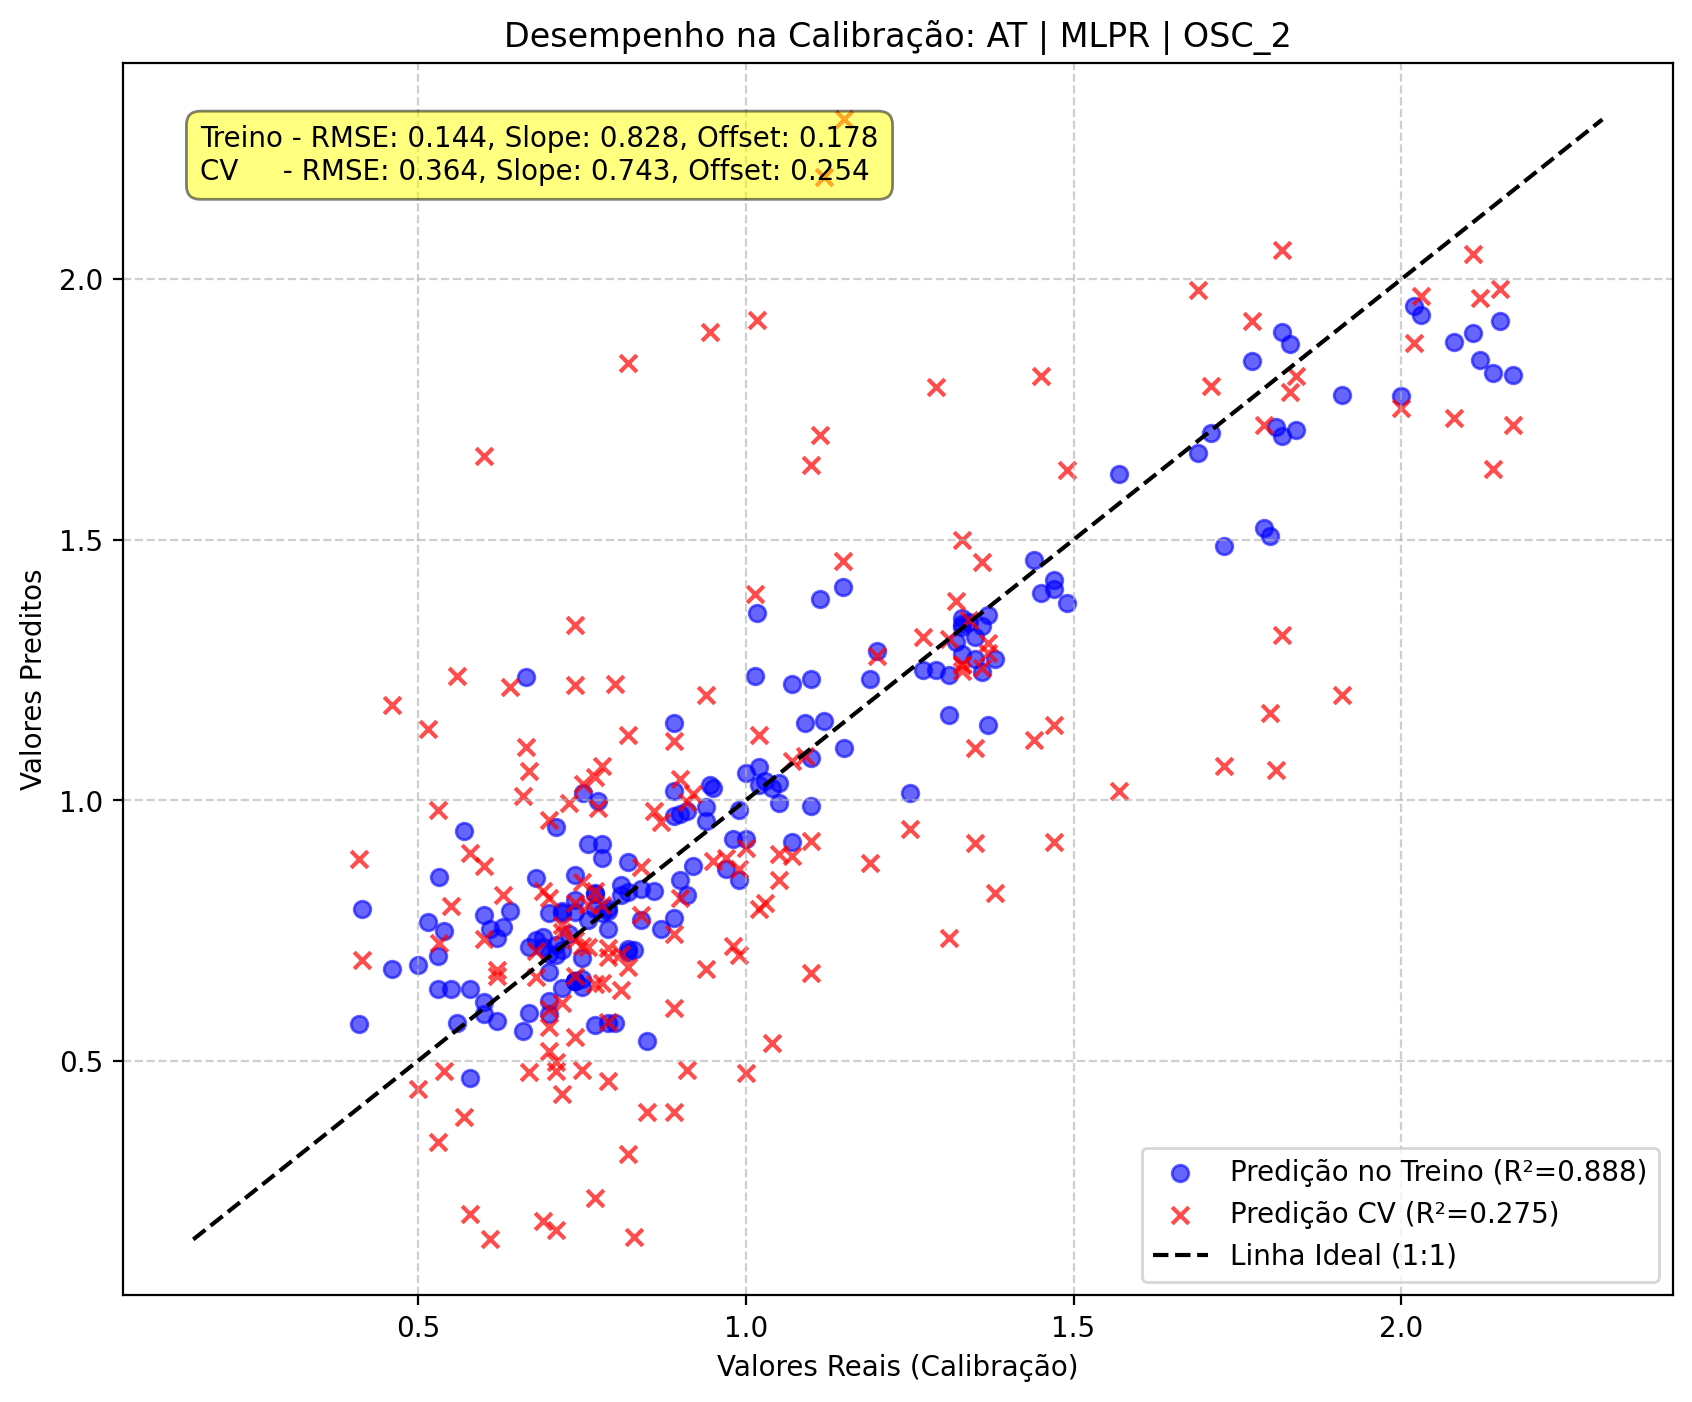 Desempenho na Calibração: AT | MLPR | OSC_2
Treino - RMSE: 0.144, Slope: 0.828, Offset: 0.178
CV     - RMSE: 0.364, Slope: 0.743, Offset: 0.254
2.0
1.5
1.0
0.5
Valores Preditos
Predição no Treino (R²=0.888)
Predição CV (R²=0.275)
Linha Ideal (1:1)
0.5
1.0
1.5
2.0
Valores Reais (Calibração)